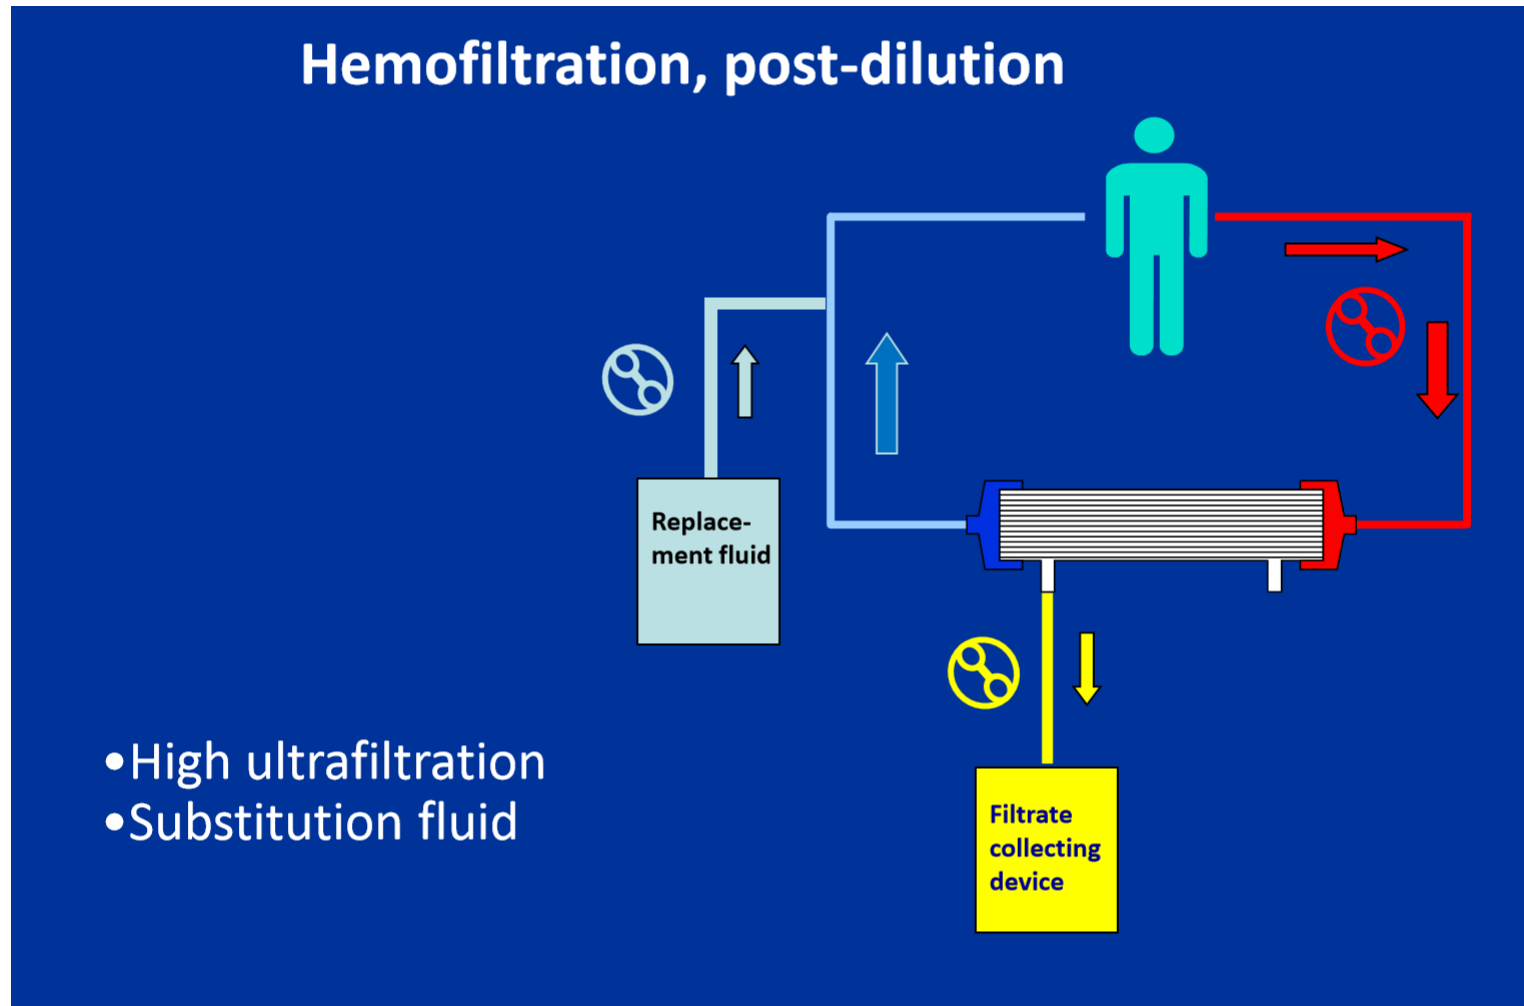 Hemofiltration, post-dilution
Replace-
ment fluid
•High ultrafiltration
•Substitution fluid
Filtrate
collecting
device